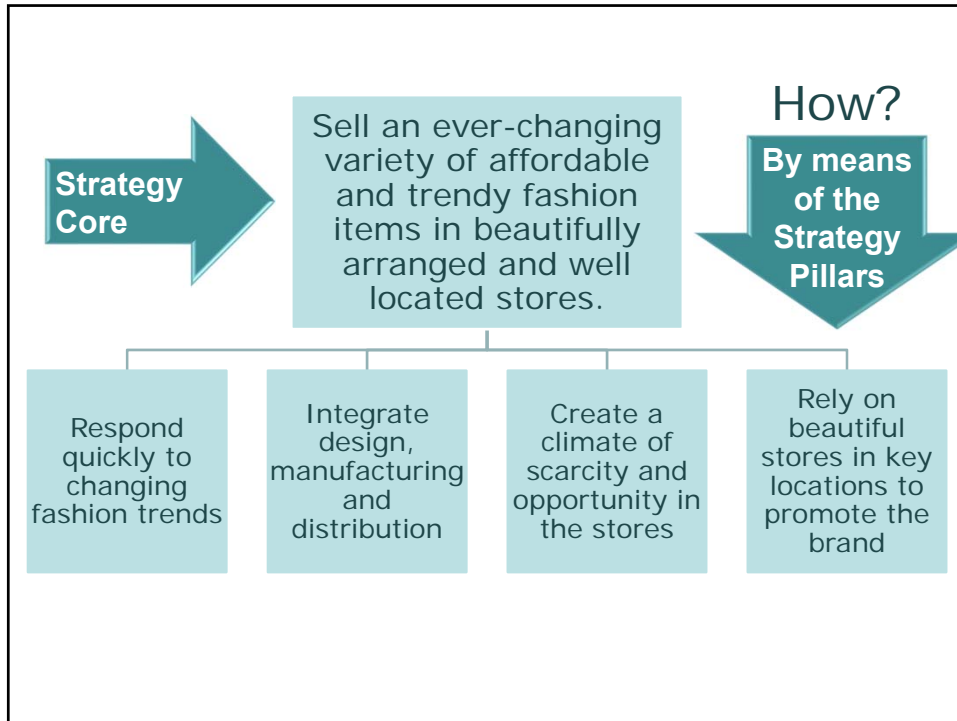 Strategy
Core
Sell an ever-changing
variety of affordable
and trendy fashion
items in beautifully
arranged and well
located stores.
How?
By means
of the
Strategy
Pillars
Respond
quickly to
changing
fashion trends
Integrate
design,
manufacturing
and
distribution
Create a
climate of
scarcity and
opportunity in
the stores
Rely on
beautiful
stores in key
locations to
promote the
brand